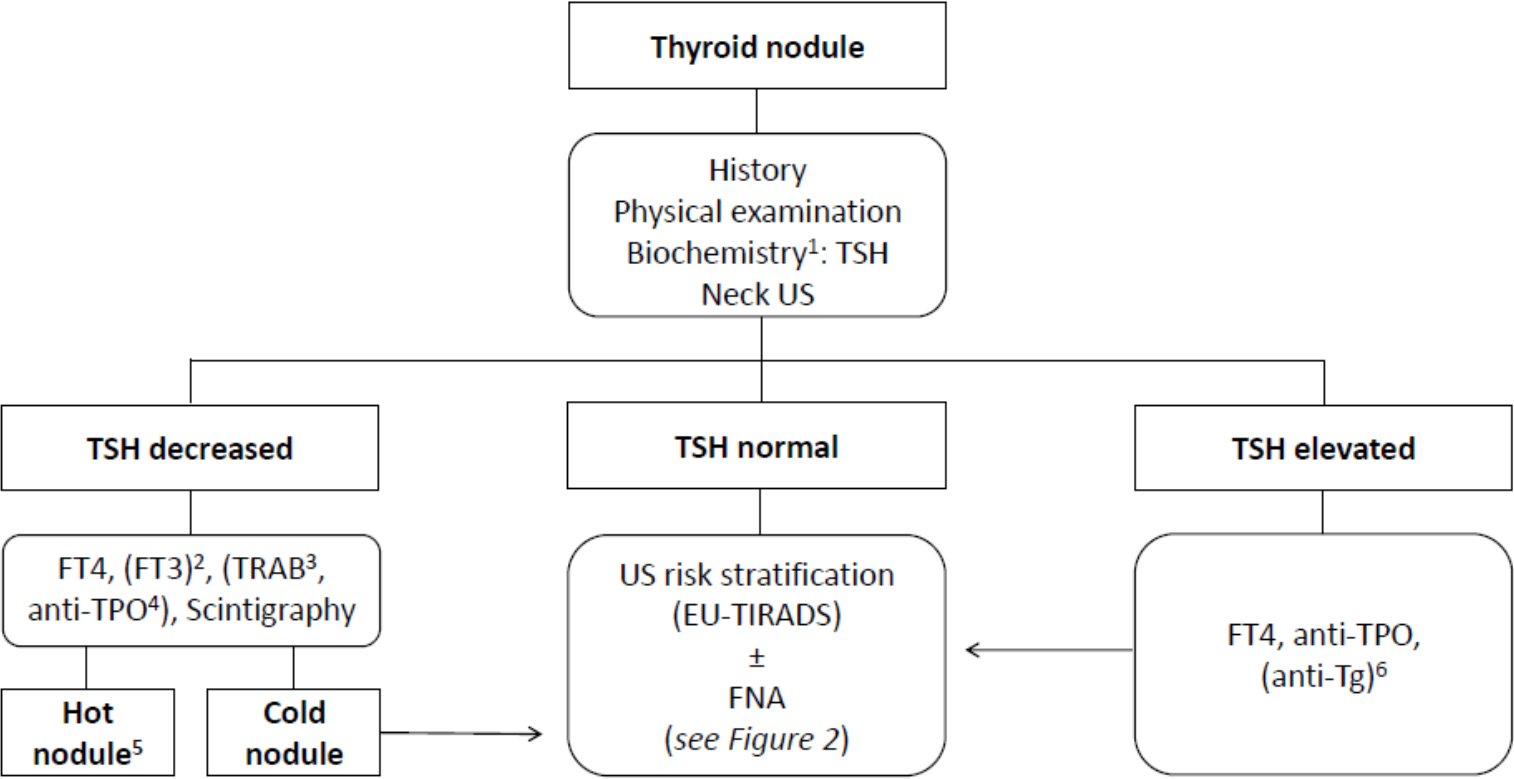 Thyroid nodule
History
Physical examination
Biochemistry¹: TSH
Neck US
TSH decreased
TSH normal
TSH elevated
FT4, (FT3)², (TRAB³,
anti-TPO⁴), Scintigraphy
Hot
nodule⁵
Cold
nodule
US risk stratification
(EU-TIRADS)
±
FNA
(see Figure 2)
FT4, anti-TPO,
(anti-Tg)⁶